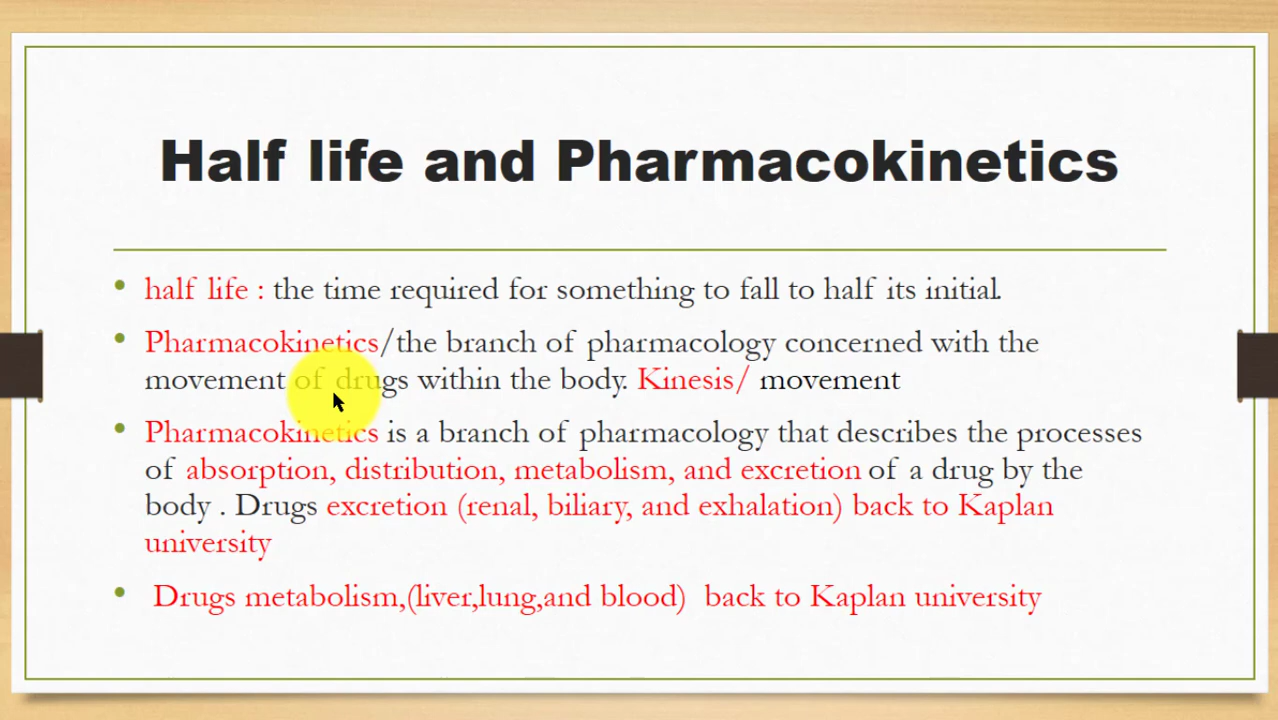 Half life and Pharmacokinetics
half life : the time required for something to fall to half its initial.
Pharmacokinetics/the branch of pharmacology concerned with the
movement of drugs within the body. Kinesis/ movement
Pharmacokinetics is a branch of pharmacology that describes the processes
of absorption, distribution, metabolism, and excretion of a drug by the
body . Drugs excretion (renal, biliary, and exhalation) back to Kaplan
university
Drugs metabolism,(liver,lung,and blood) back to Kaplan university